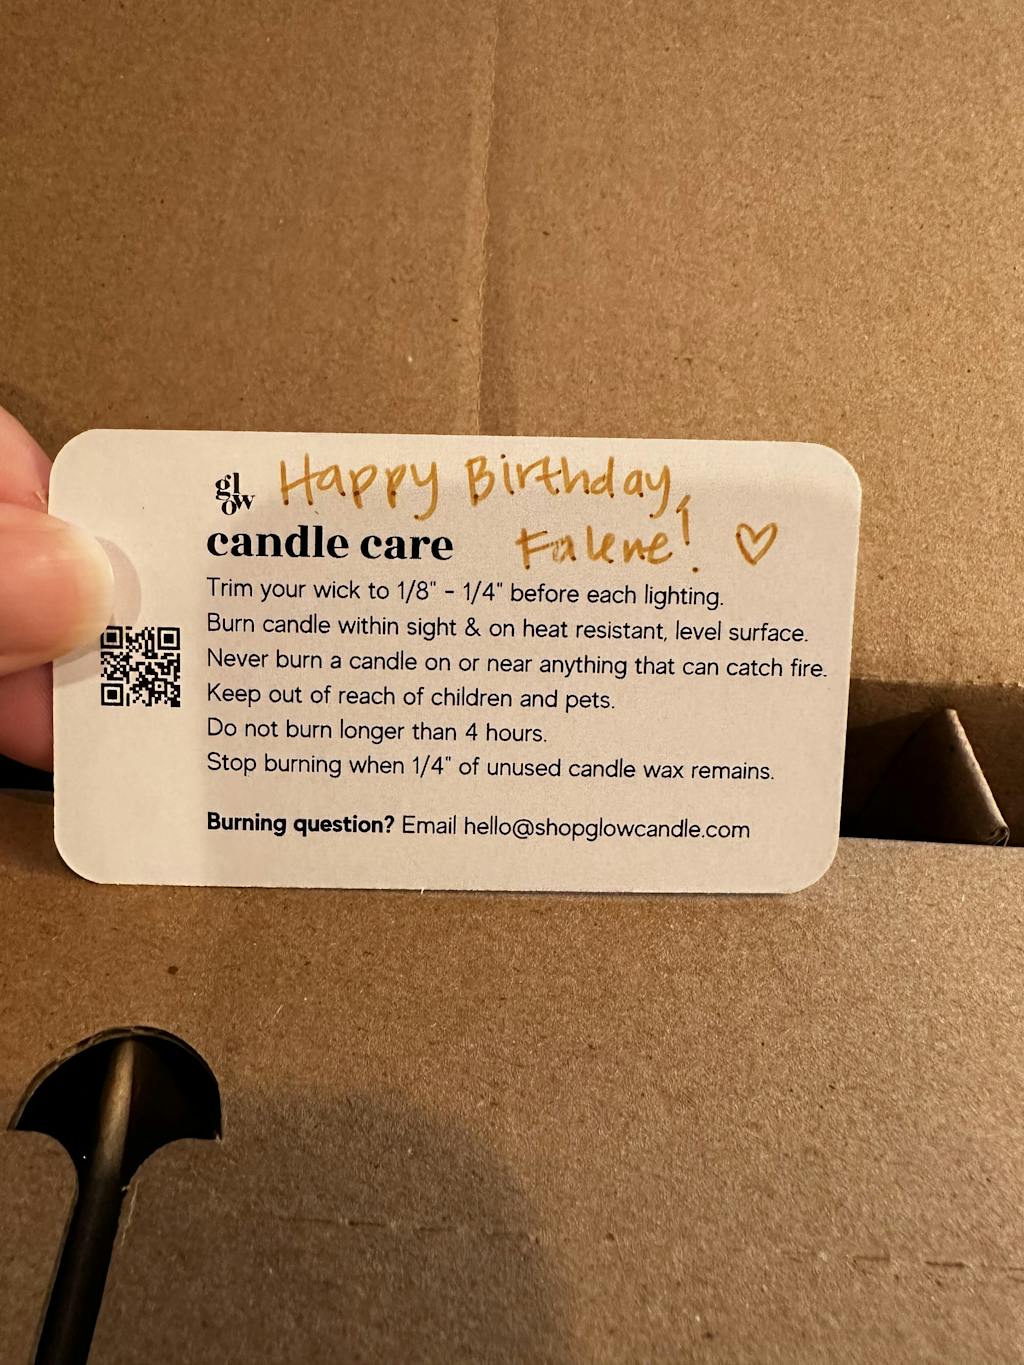 glow
Happy Birthday,
Falene! ♡
candle care
Trim your wick to 1/8" - 1/4" before each lighting.
Burn candle within sight & on heat resistant, level surface.
Never burn a candle on or near anything that can catch fire.
Keep out of reach of children and pets.
Do not burn longer than 4 hours.
Stop burning when 1/4" of unused candle wax remains.
Burning question? Email hello@shopglowcandle.com